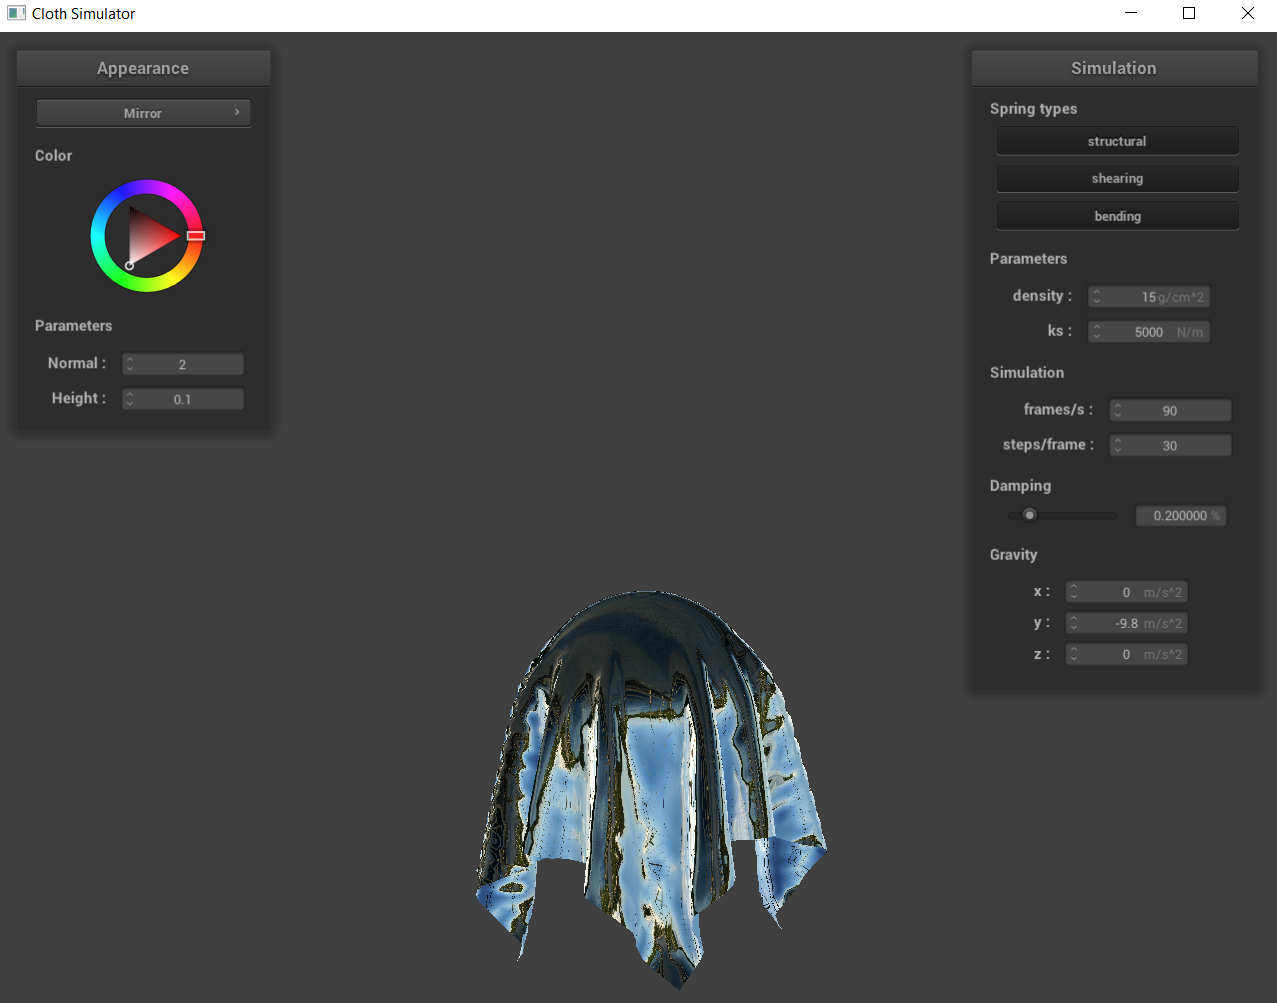 Cloth Simulator
Appearance
Mirror
Color
Parameters
Normal : 2
Height : 0.1
Simulation
Spring types
structural
shearing
bending
Parameters
density : 15 g/cm^2
ks : 5000 N/m
Simulation
frames/s : 90
steps/frame : 30
Damping
0.200000 %
Gravity
x : 0 m/s^2
y : -9.8 m/s^2
z : 0 m/s^2